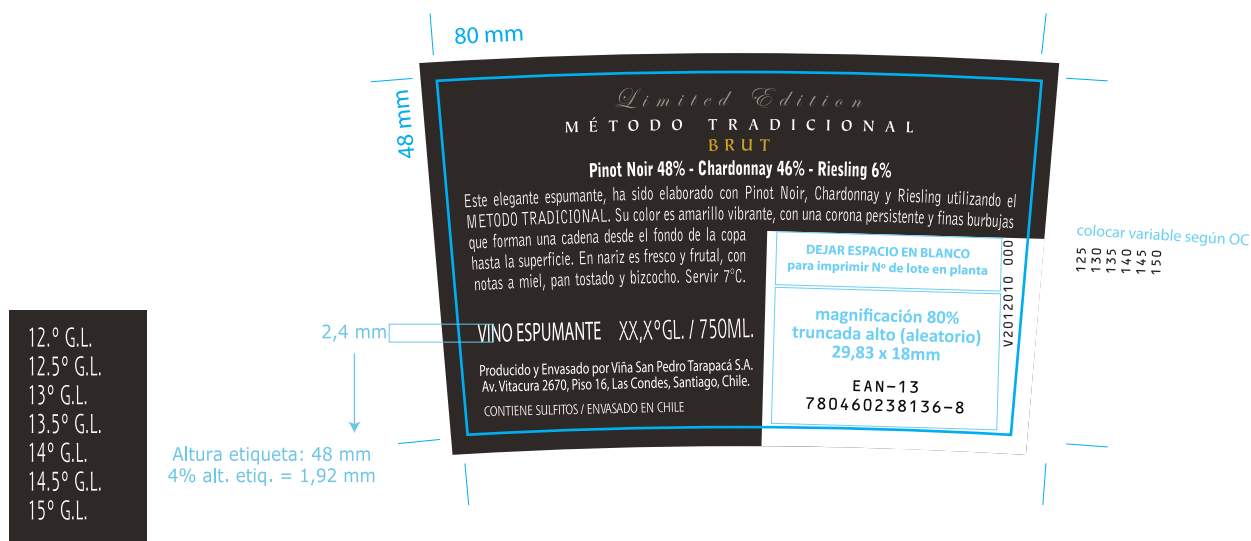 80 mm
48 mm
Limited Edition
MÉTODO TRADICIONAL
BRUT
Pinot Noir 48% - Chardonnay 46% - Riesling 6%
Este elegante espumante, ha sido elaborado con Pinot Noir, Chardonnay y Riesling utilizando el
METODO TRADICIONAL. Su color es amarillo vibrante, con una corona persistente y finas burbujas
que forman una cadena desde el fondo de la copa
hasta la superficie. En nariz es fresco y frutal, con
notas a miel, pan tostado y bizcocho. Servir 7°C.
VINO ESPUMANTE XX,X°GL. / 750ML.
Producido y Envasado por Viña San Pedro Tarapacá S.A.
Av. Vitacura 2670, Piso 16, Las Condes, Santiago, Chile.
CONTIENE SULFITOS / ENVASADO EN CHILE
DEJAR ESPACIO EN BLANCO
para imprimir Nº de lote en planta
magnificación 80%
truncada alto (aleatorio)
29,83 x 18mm
EAN-13
780460238136-8
V2012010 000
colocar variable según OC
125
130
135
140
145
150
2,4 mm
Altura etiqueta: 48 mm
4% alt. etiq. = 1,92 mm
12.º G.L.
12.5º G.L.
13º G.L.
13.5º G.L.
14º G.L.
14.5º G.L.
15º G.L.